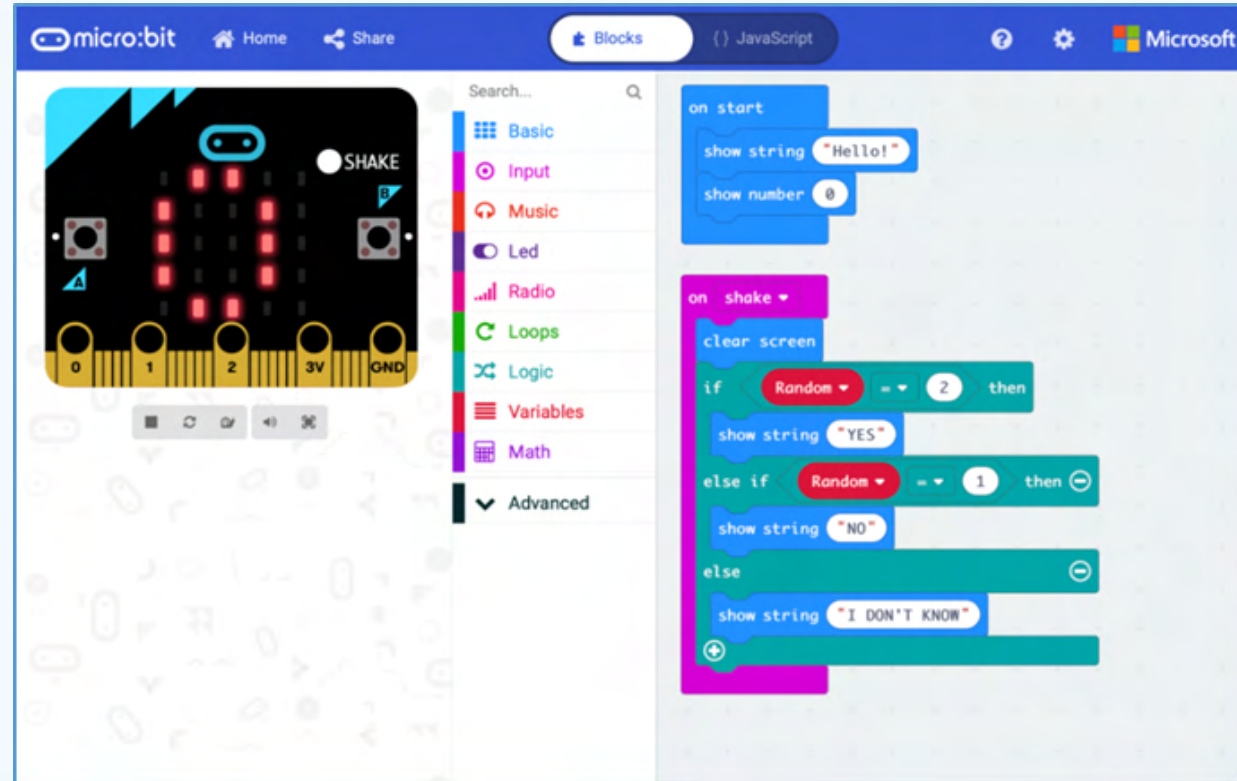 micro:bit Home Share Blocks {} JavaScript ? Microsoft
SHAKE
B
A
0 1 2 3V GND
Search...
Basic
Input
Music
Led
Radio
Loops
Logic
Variables
Math
Advanced
on start
show string "Hello!"
show number 0
on shake
clear screen
if Random = 2 then
show string "YES"
else if Random = 1 then
show string "NO"
else
show string "I DON'T KNOW"